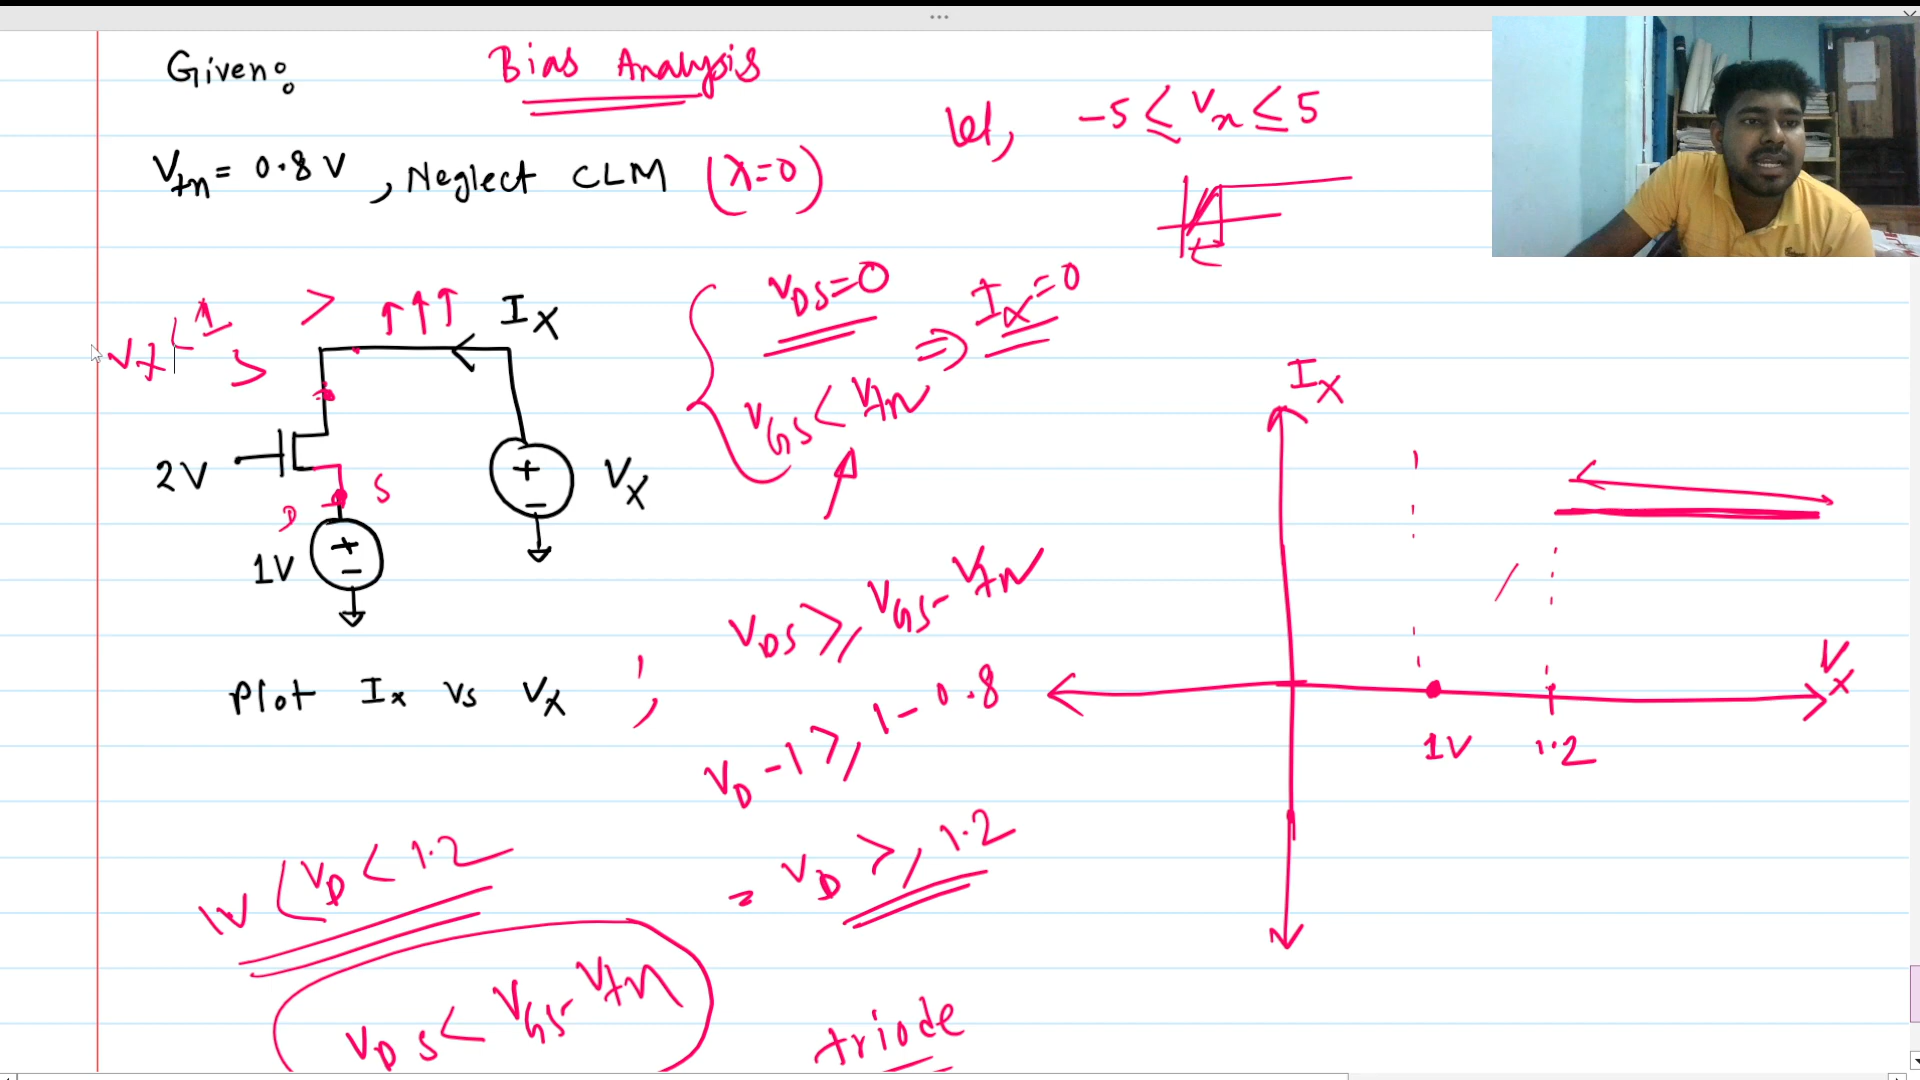 Given:
Bias Analysis
let, -5 ≤ Vx ≤ 5
Vtn = 0.8 V , Neglect CLM (λ=0)
Vx < 1
>
>
↑↑↑
IX
VDS = 0
⇒ Ix = 0
VGS < Vtn
2V
D
S
1V
+
−
+
−
VX
IX
VDS ≥ VGS - Vtn
Plot Ix vs VX ;
VD - 1 ≥ 1 - 0.8
= VD ≥ 1.2
VX
1V
1.2
1V < VD < 1.2
VDS < VGS - Vtn
triode